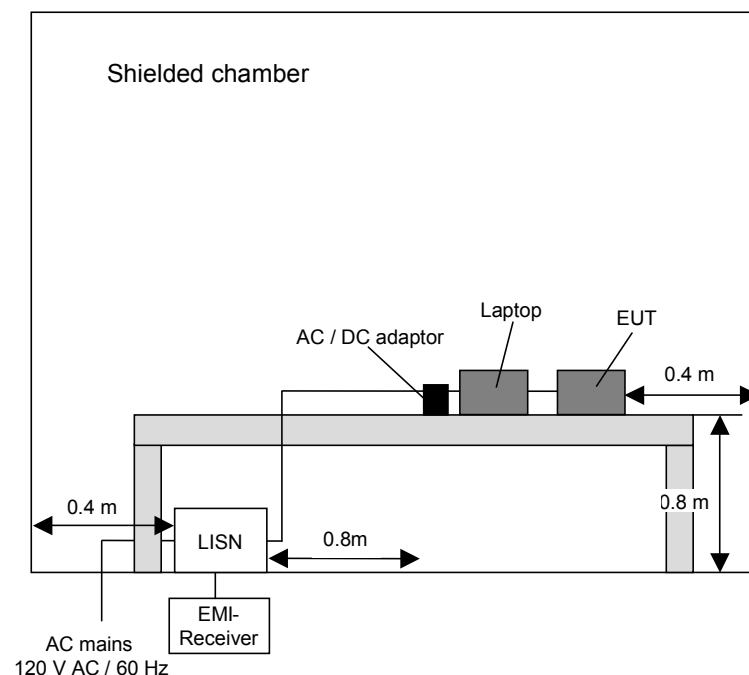 Shielded chamber
Laptop
EUT
AC / DC adaptor
0.4 m
0.4 m
0.8 m
LISN
0.8m
EMI-
Receiver
AC mains
120 V AC / 60 Hz